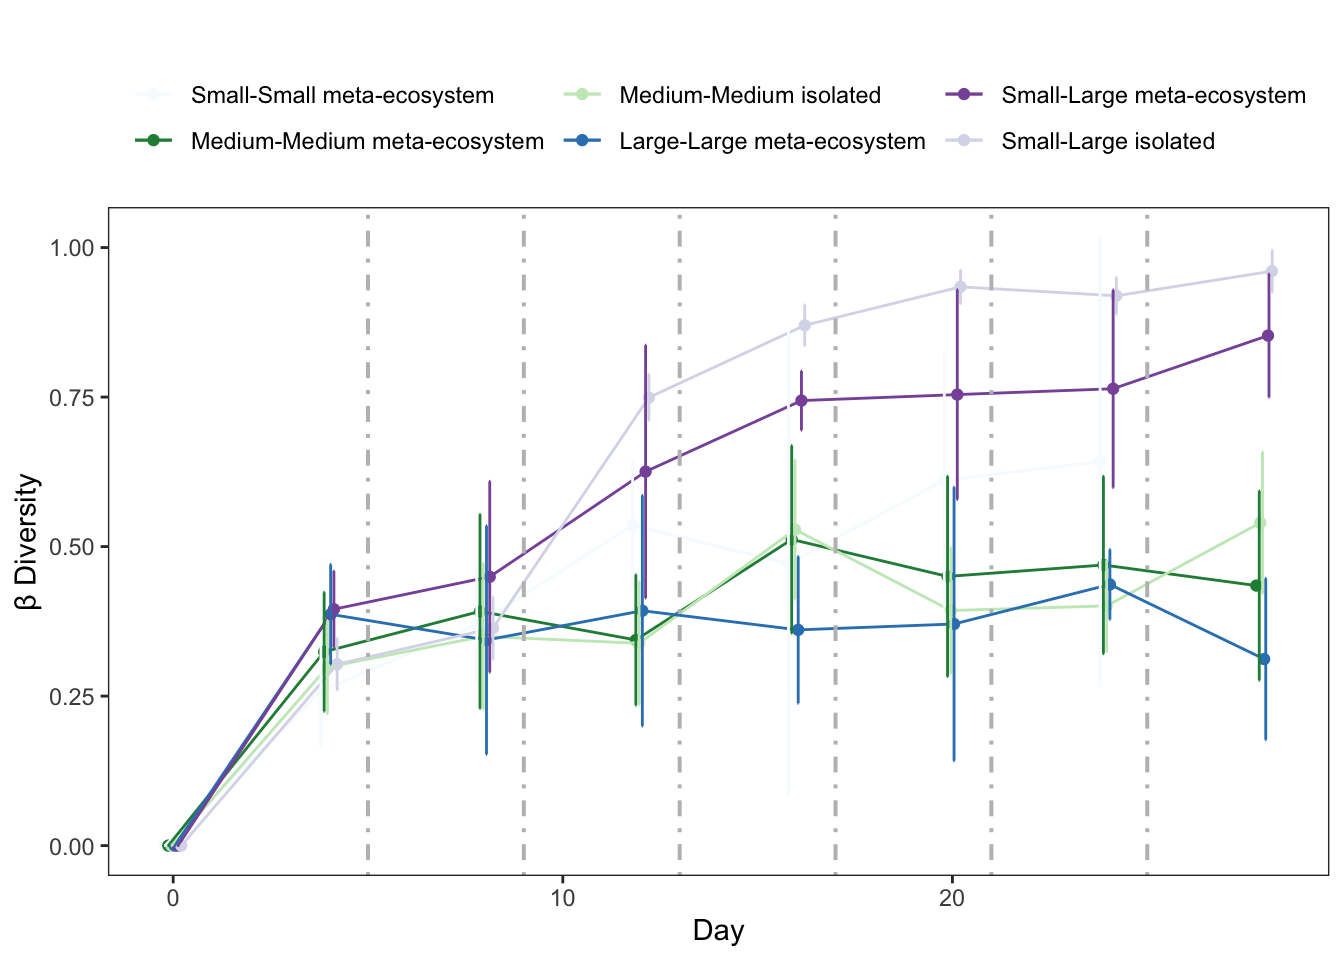 Small-Small meta-ecosystem Medium-Medium isolated Small-Large meta-ecosystem
Medium-Medium meta-ecosystem Large-Large meta-ecosystem Small-Large isolated
1.00
0.75
0.50
0.25
0.00
β Diversity
0 10 20
Day